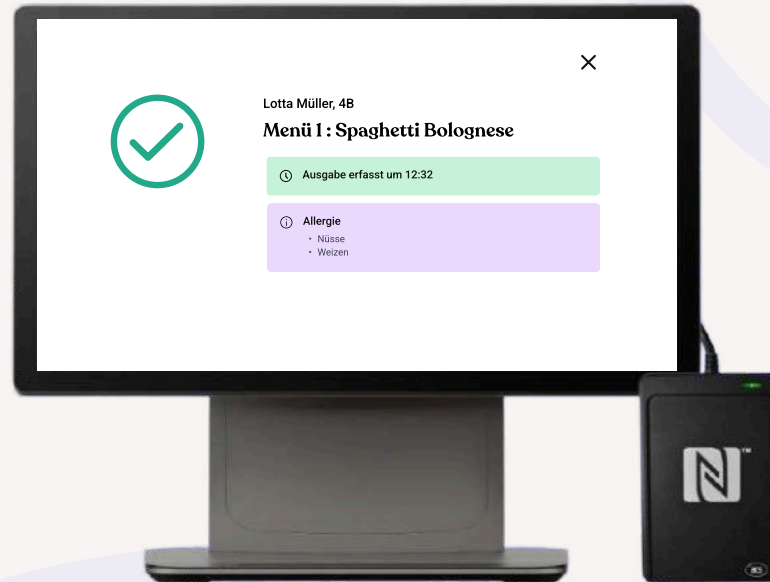 Lotta Müller, 4B
Menü 1 : Spaghetti Bolognese
Ausgabe erfasst um 12:32
Allergie
• Nüsse
• Weizen